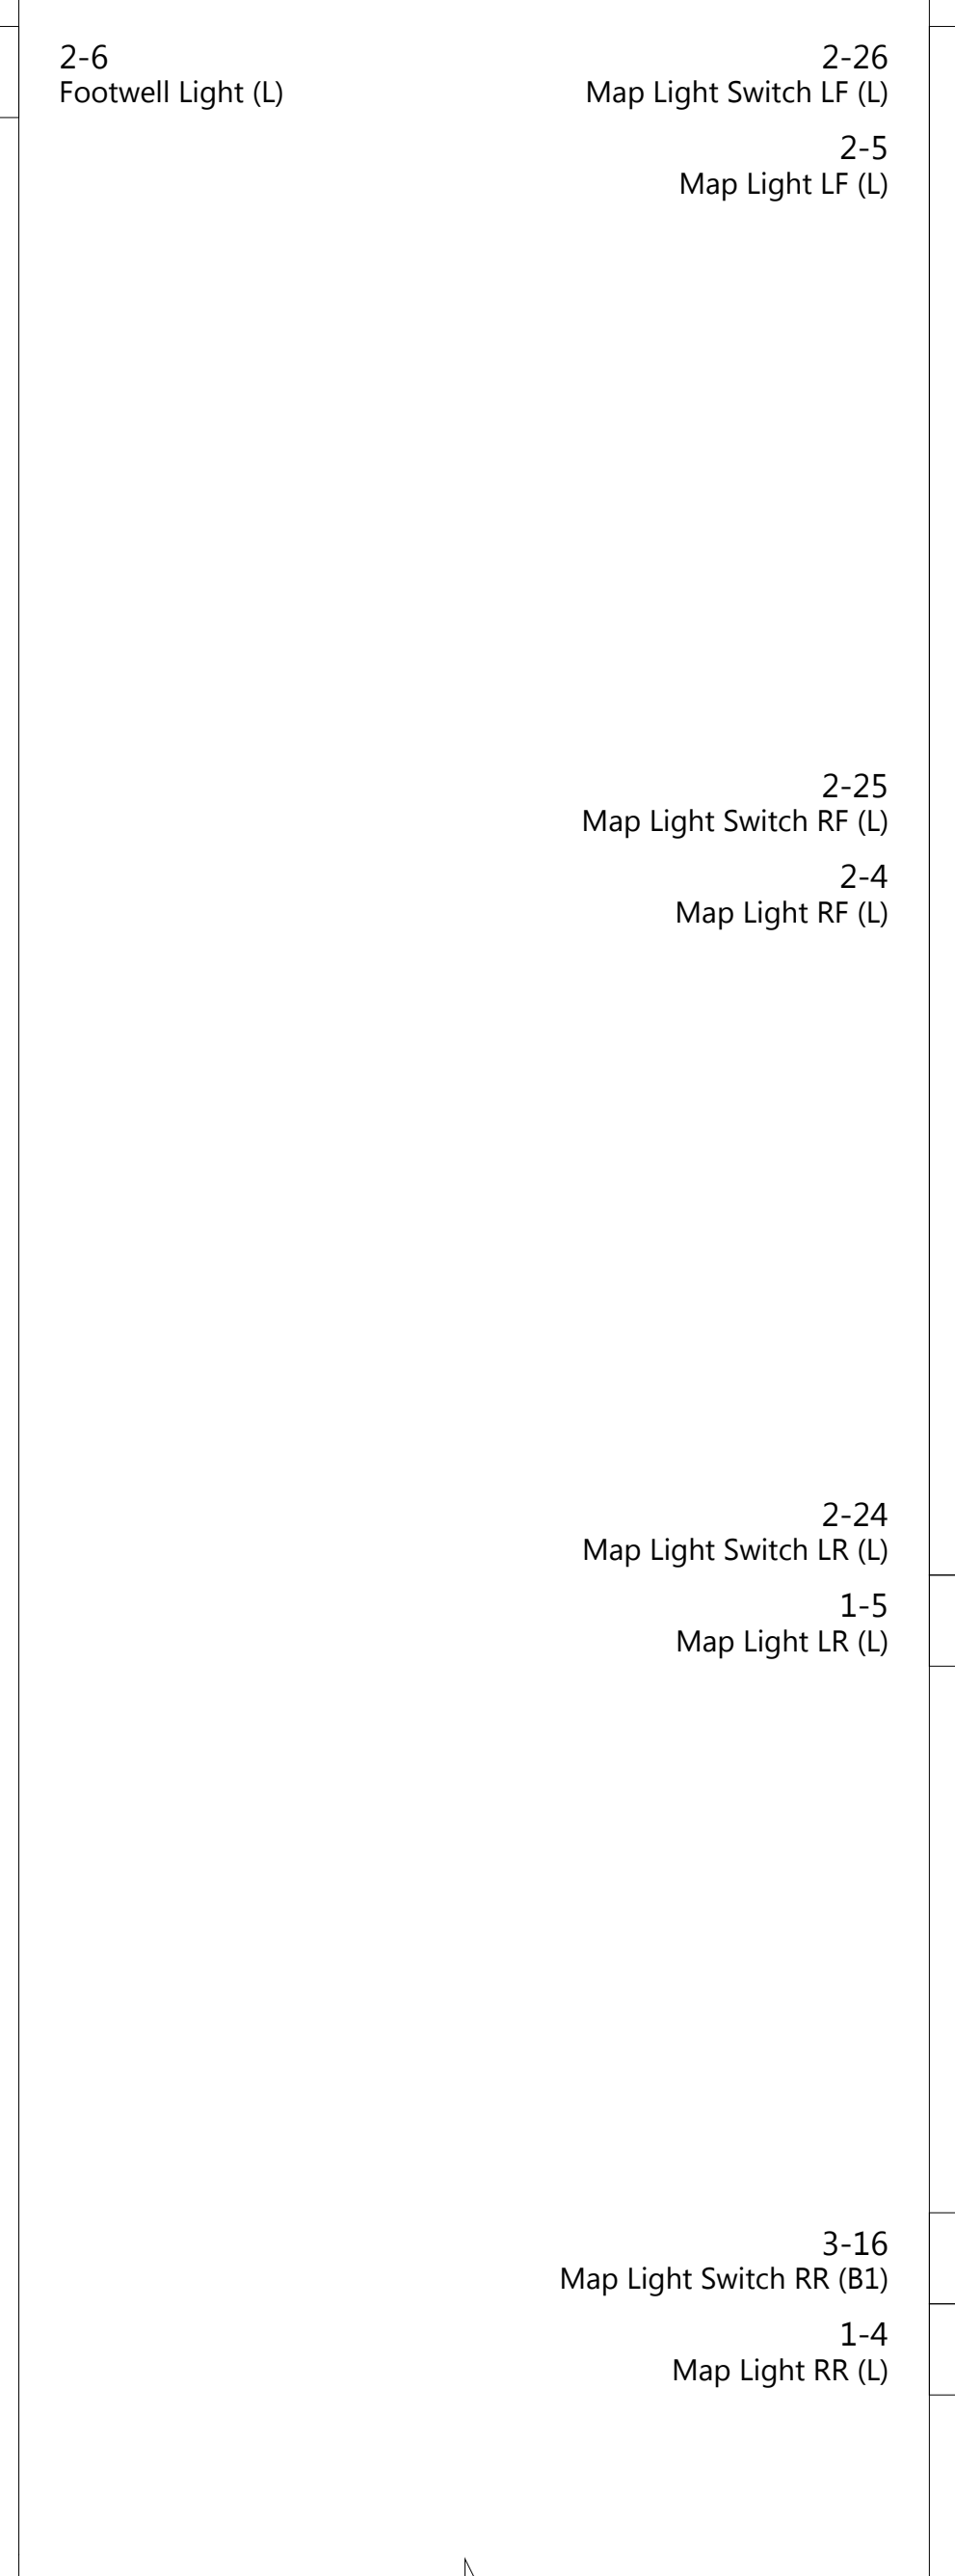 2-6
Footwell Light (L)
2-26
Map Light Switch LF (L)
2-5
Map Light LF (L)
2-25
Map Light Switch RF (L)
2-4
Map Light RF (L)
2-24
Map Light Switch LR (L)
1-5
Map Light LR (L)
3-16
Map Light Switch RR (B1)
1-4
Map Light RR (L)